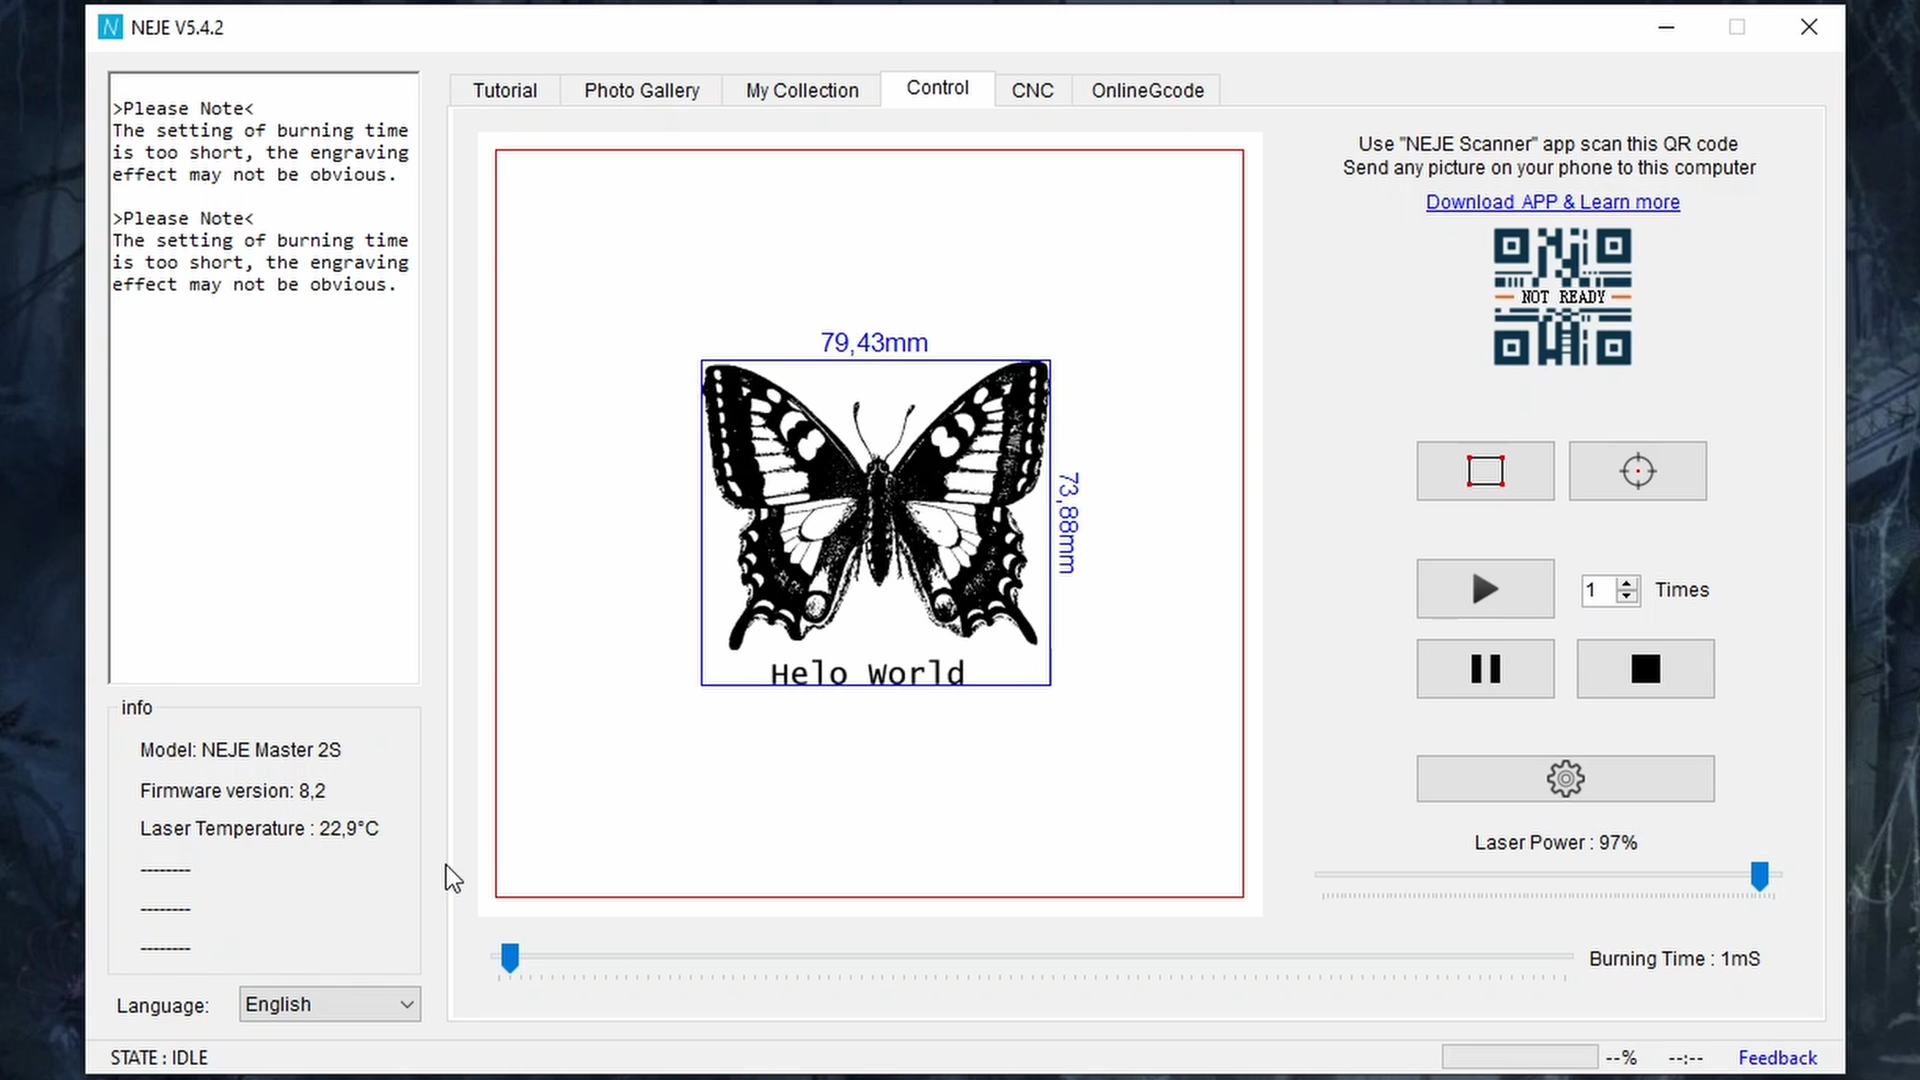 NEJE V5.4.2
>Please Note<
The setting of burning time
is too short, the engraving
effect may not be obvious.
>Please Note<
The setting of burning time
is too short, the engraving
effect may not be obvious.
info
Model: NEJE Master 2S
Firmware version: 8,2
Laser Temperature : 22,9°C
--------
--------
--------
Language: English
Tutorial Photo Gallery My Collection Control CNC OnlineGcode
79,43mm
73,88mm
Helo World
Use "NEJE Scanner" app scan this QR code
Send any picture on your phone to this computer
Download APP & Learn more
NOT READY
1 Times
Laser Power : 97%
Burning Time : 1mS
STATE : IDLE
--% --:-- Feedback